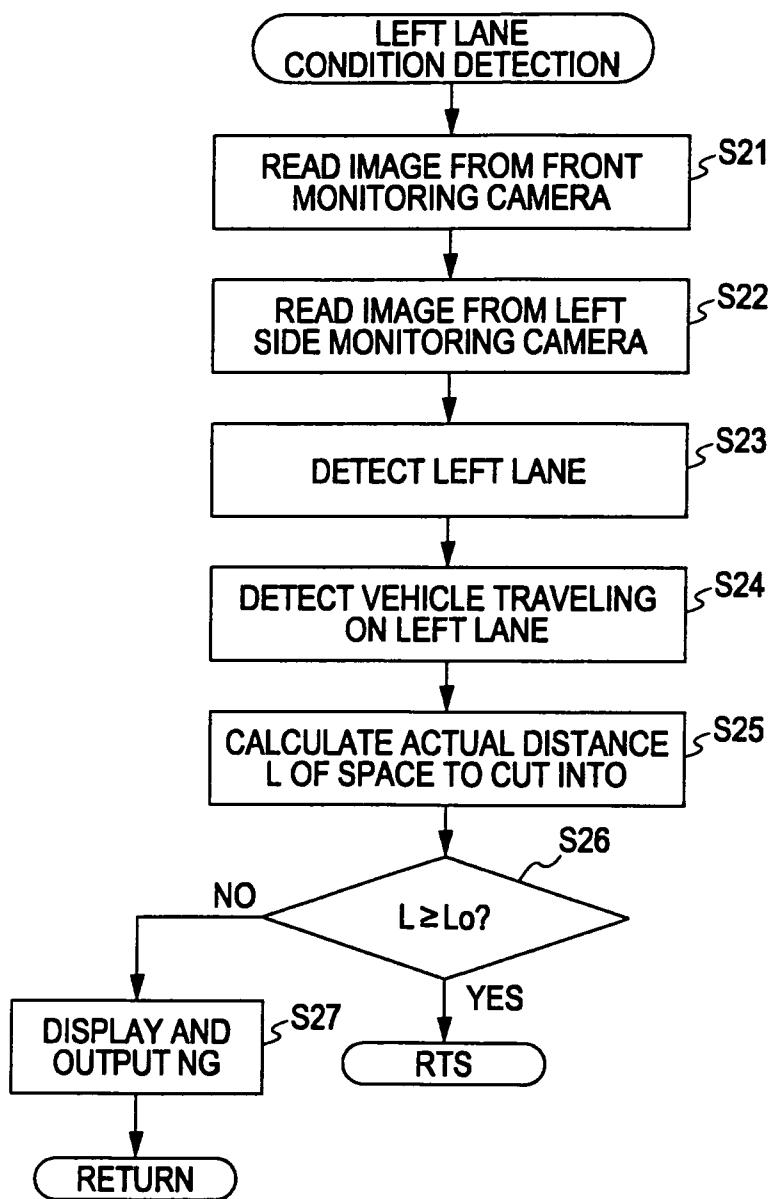 LEFT LANE
CONDITION DETECTION
S21
READ IMAGE FROM FRONT
MONITORING CAMERA
S22
READ IMAGE FROM LEFT
SIDE MONITORING CAMERA
S23
DETECT LEFT LANE
S24
DETECT VEHICLE TRAVELING
ON LEFT LANE
S25
CALCULATE ACTUAL DISTANCE
L OF SPACE TO CUT INTO
S26
NO
L ≥ Lo?
YES
S27
DISPLAY AND
OUTPUT NG
RTS
RETURN